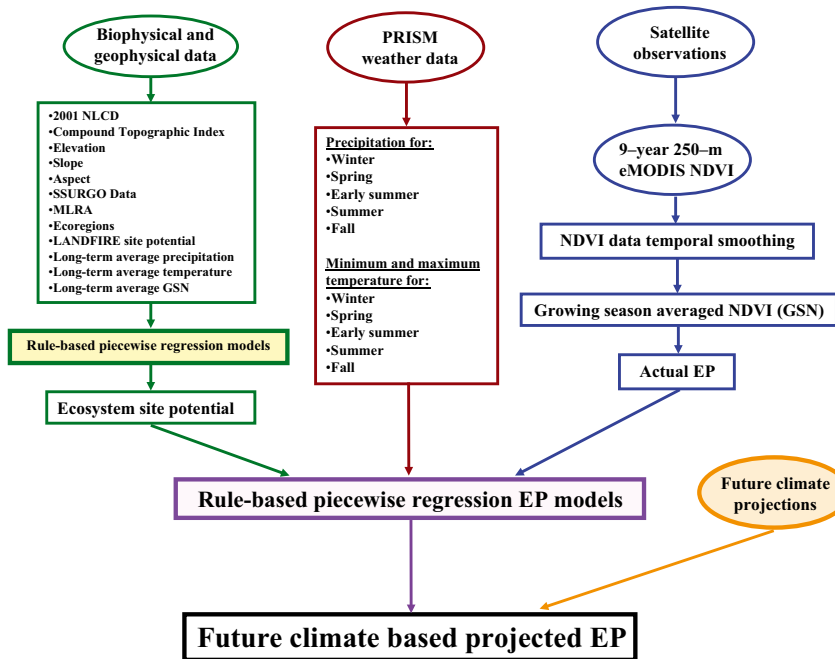 Biophysical and
geophysical data
•2001 NLCD
•Compound Topographic Index
•Elevation
•Slope
•Aspect
•SSURGO Data
•MLRA
•Ecoregions
•LANDFIRE site potential
•Long-term average precipitation
•Long-term average temperature
•Long-term average GSN
Rule-based piecewise regression models
Ecosystem site potential
PRISM
weather data
Precipitation for:
•Winter
•Spring
•Early summer
•Summer
•Fall
Minimum and maximum
temperature for:
•Winter
•Spring
•Early summer
•Summer
•Fall
Satellite
observations
9–year 250–m
eMODIS NDVI
NDVI data temporal smoothing
Growing season averaged NDVI (GSN)
Actual EP
Rule-based piecewise regression EP models
Future climate
projections
Future climate based projected EP